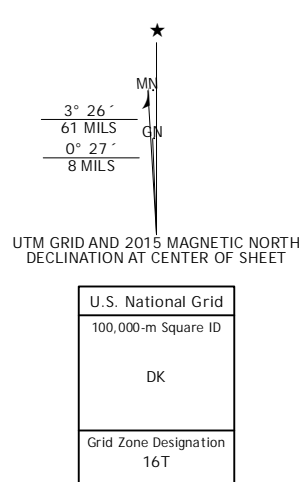 ★
MN
3° 26´
61 MILS
GN
0° 27´
8 MILS
UTM GRID AND 2015 MAGNETIC NORTH
DECLINATION AT CENTER OF SHEET
U.S. National Grid
100,000-m Square ID
DK
Grid Zone Designation
16T